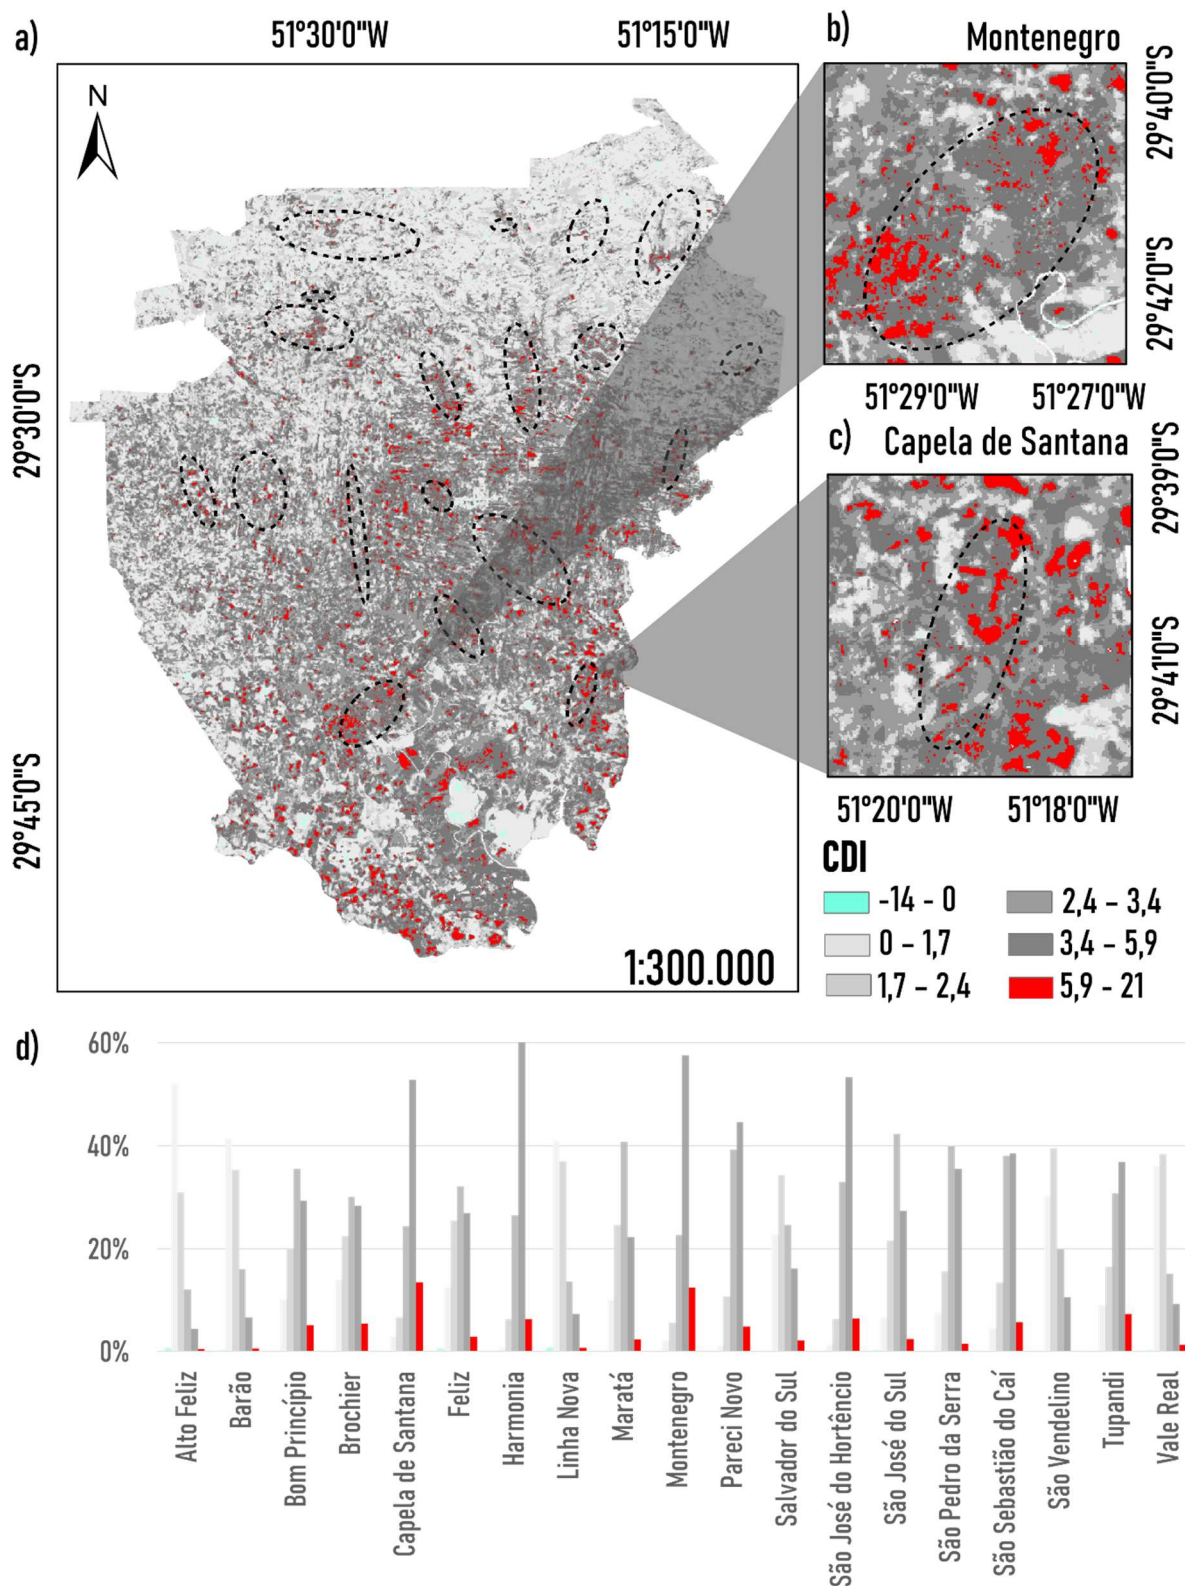 a)
51°30'0"W
51°15'0"W
N
29°30'0"S
29°45'0"S
1:300.000
b)
Montenegro
29°40'0"S
29°42'0"S
51°29'0"W
51°27'0"W
c)
Capela de Santana
29°39'0"S
29°41'0"S
51°20'0"W
51°18'0"W
CDI
-14 – 0
0 – 1,7
1,7 – 2,4
2,4 – 3,4
3,4 – 5,9
5,9 – 21
d)
60%
40%
20%
0%
Alto Feliz
Barão
Bom Princípio
Brochier
Capela de Santana
Feliz
Harmonia
Linha Nova
Maratá
Montenegro
Pareci Novo
Salvador do Sul
São José do Hortêncio
São José do Sul
São Pedro da Serra
São Sebastião do Caí
São Vendelino
Tupandi
Vale Real